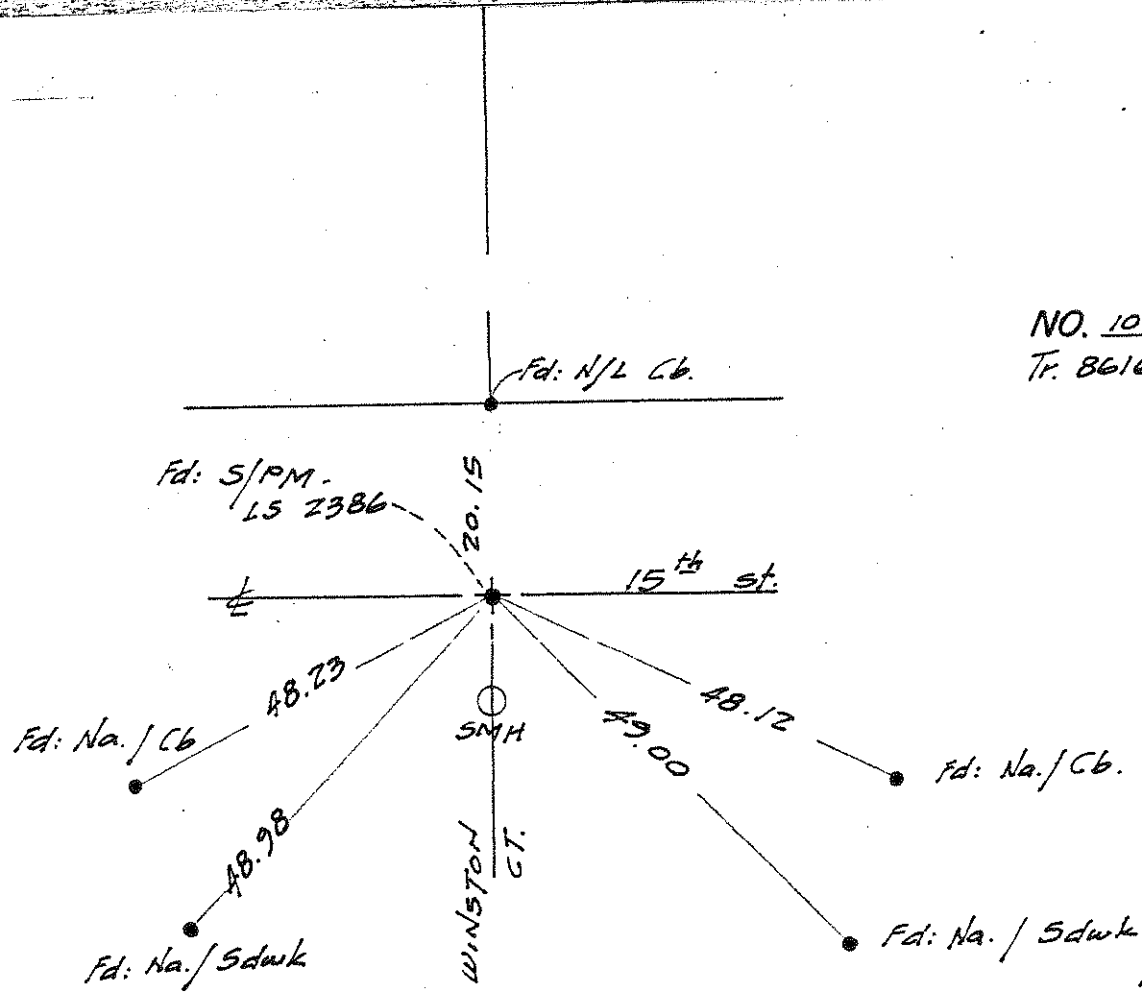 NO. 10
Tr. 8616
Fd: N/L Cb.
Fd: S/PM.
LS 2386
20.15
℄
15th st.
48.23
48.12
SMH
49.00
Fd: Na./Cb
Fd: Na./Cb.
48.98
WINSTON
CT.
Fd: Na./Sdwk
Fd: Na./Sdwk